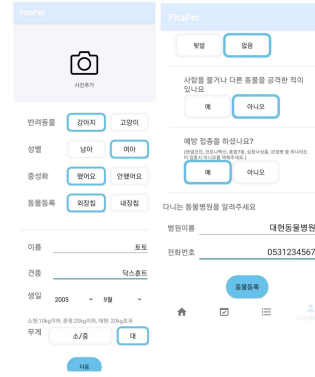 FitaPet
사진추가
반려동물 강아지 고양이
성별 남아 여아
중성화 했어요 안했어요
동물등록 외장칩 내장칩
이름 토토
견종 닥스훈트
생일 2005 9월
소형:10kg이하, 중형:20kg이하, 대형: 20kg초과
무게 소/중 대
다음
FitaPet
텃발 없음
사람을 물거나 다른 동물을 공격한 적이
있나요
예 아니오
예방 접종을 하셨나요?
예 아니오
다니는 동물병원을 알려주세요
병원이름 대현동물병원
전화번호 0531234567
동물등록